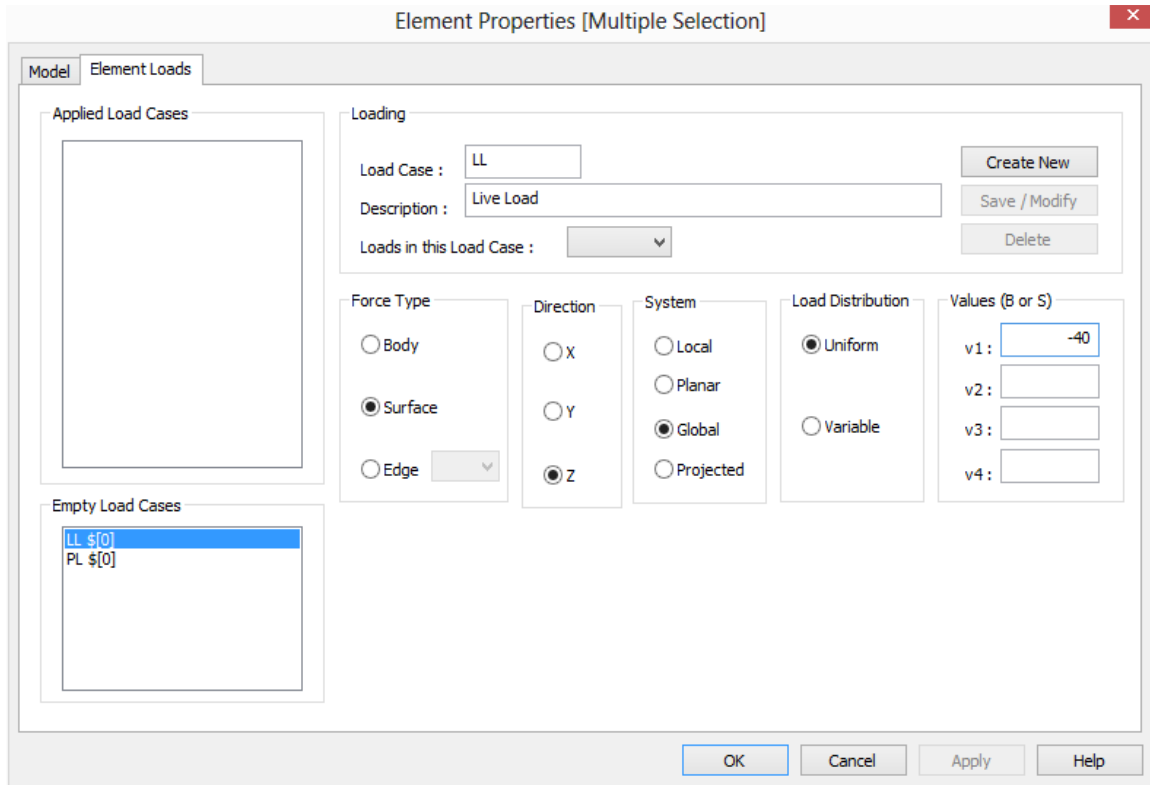 Element Properties [Multiple Selection]
Model
Element Loads
Applied Load Cases
Loading
Load Case :
LL
Create New
Description :
Live Load
Save / Modify
Loads in this Load Case :
Delete
Force Type
Direction
System
Load Distribution
Values (B or S)
Body
X
Local
Uniform
v1 :
-40
Planar
v2 :
Surface
Y
Global
Variable
v3 :
Edge
Z
Projected
v4 :
Empty Load Cases
LL $[0]
PL $[0]
OK
Cancel
Apply
Help